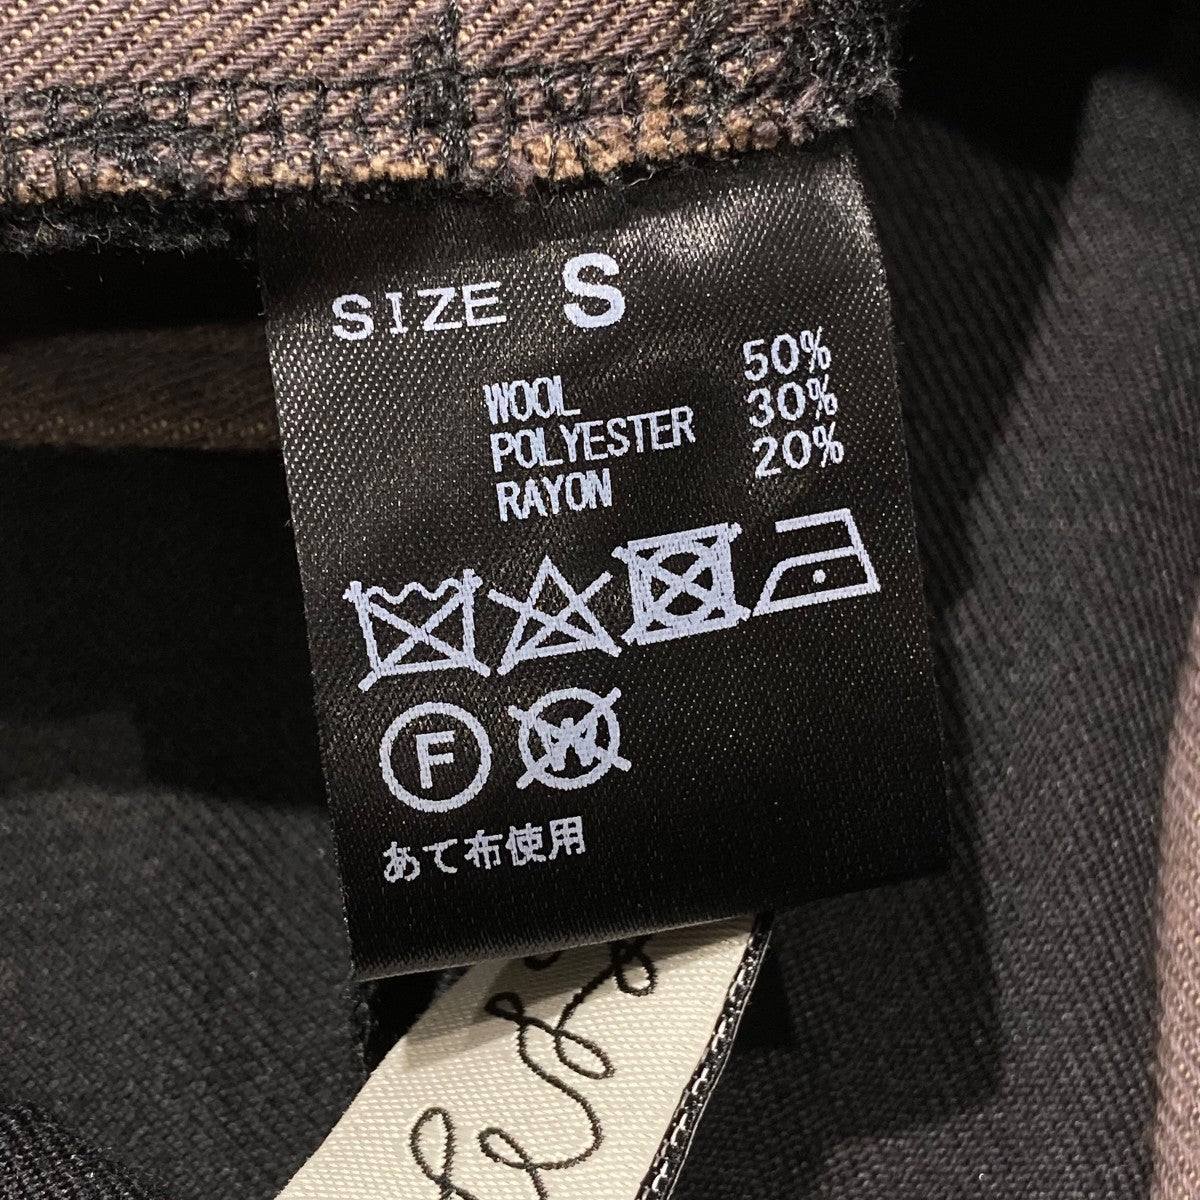 SIZE S
WOOL 50%
POLYESTER 30%
RAYON 20%
F W
あて布使用